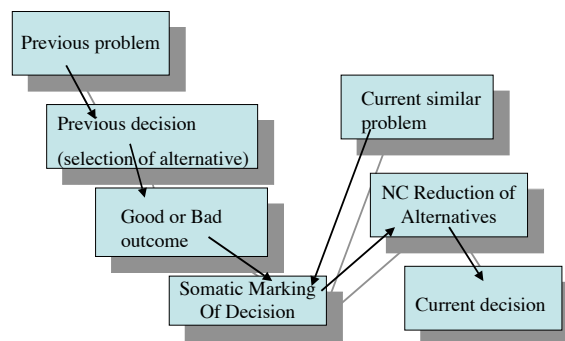 Previous problem
Previous decision
(selection of alternative)
Good or Bad
outcome
Somatic Marking
Of Decision
Current similar
problem
NC Reduction of
Alternatives
Current decision